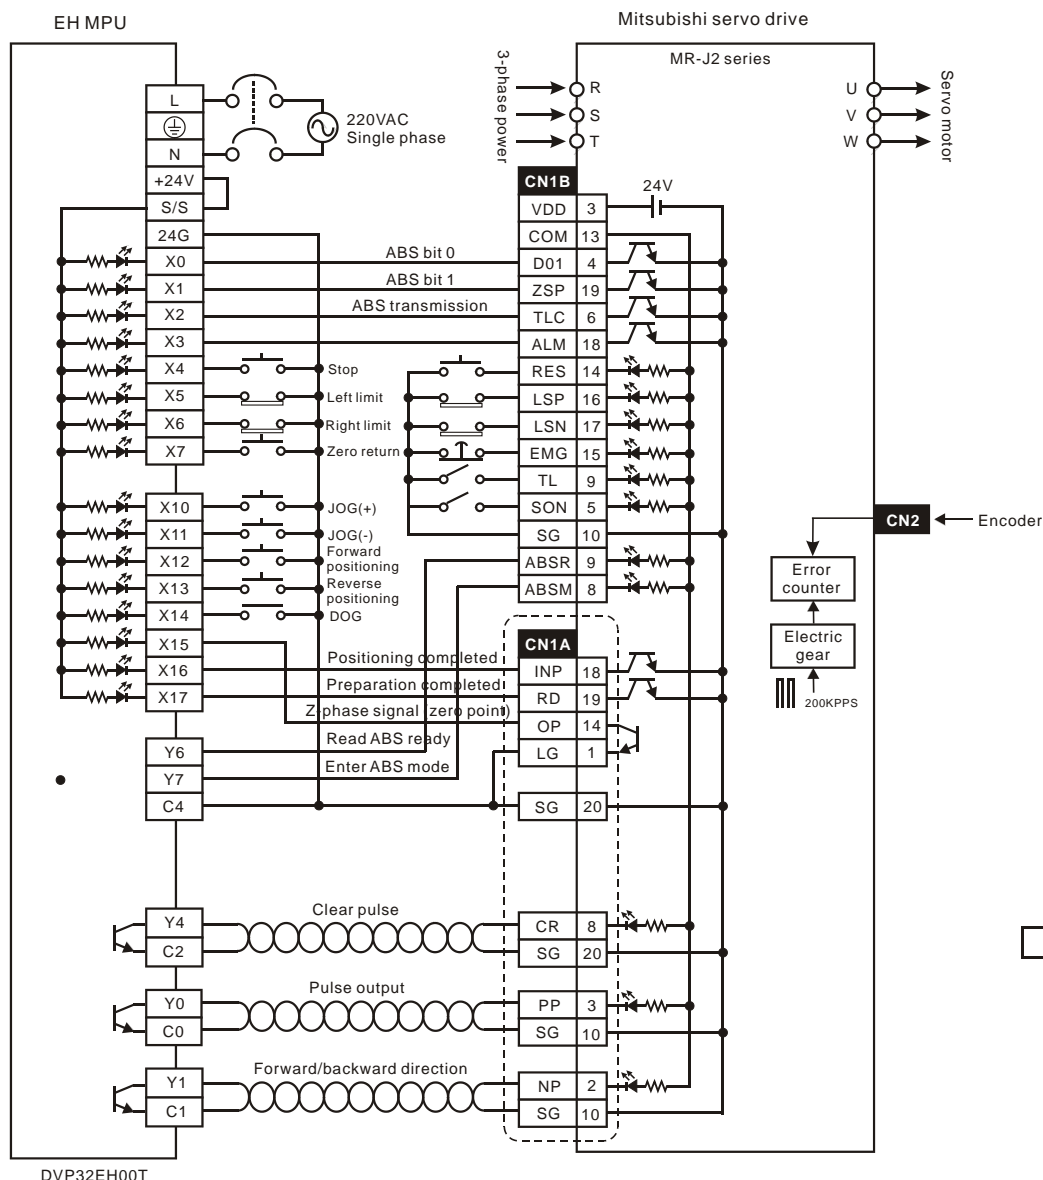 EH MPU
Mitsubishi servo drive
MR-J2 series
3-phase power
R
S
T
U
V
W
Servo motor
L
N
220VAC
Single phase
+24V
S/S
24G
CN1B
24V
VDD 3
COM 13
X0 ABS bit 0 D01 4
X1 ABS bit 1 ZSP 19
X2 ABS transmission TLC 6
X3 ALM 18
X4 Stop RES 14
X5 Left limit LSP 16
X6 Right limit LSN 17
X7 Zero return EMG 15
TL 9
X10 JOG(+) SON 5
X11 JOG(-) SG 10
X12 Forward
positioning
ABSR 9
X13 Reverse
positioning
ABSM 8
X14 DOG
X15
CN1A
X16 Positioning completed INP 18
X17 Preparation completed RD 19
Z-phase signal (zero point) OP 14
Y6 Read ABS ready LG 1
Y7 Enter ABS mode
C4 SG 20
CN2 Encoder
Error
counter
Electric
gear
200KPPS
Y4 Clear pulse CR 8
C2 SG 20
Y0 Pulse output PP 3
C0 SG 10
Y1 Forward/backward direction NP 2
C1 SG 10
DVP32EH00T